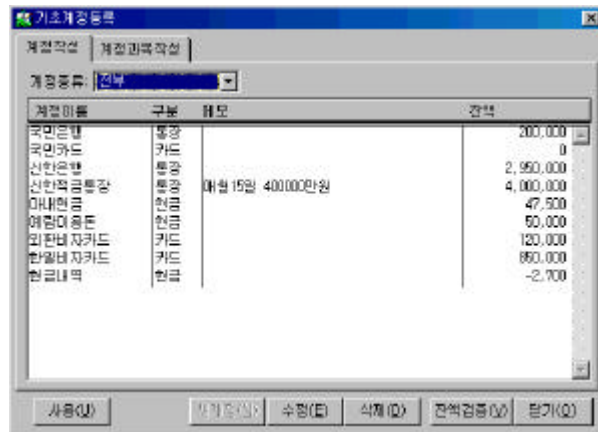 기초계정등록
계정작성 계정과목작성
계정종류: 전부
계정이름 구분 메모 잔액
국민은행 통장 200,000
국민카드 카드 0
신한은행 통장 2,950,000
신한적금통장 통장 매월15일 400000만원 4,000,000
아내현금 현금 47,500
예람이용돈 현금 50,000
외환비자카드 카드 120,000
한일비자카드 카드 850,000
현금내역 현금 -2,700
사용(U) 수정(E) 삭제(D) 잔액검증(V) 닫기(Q)